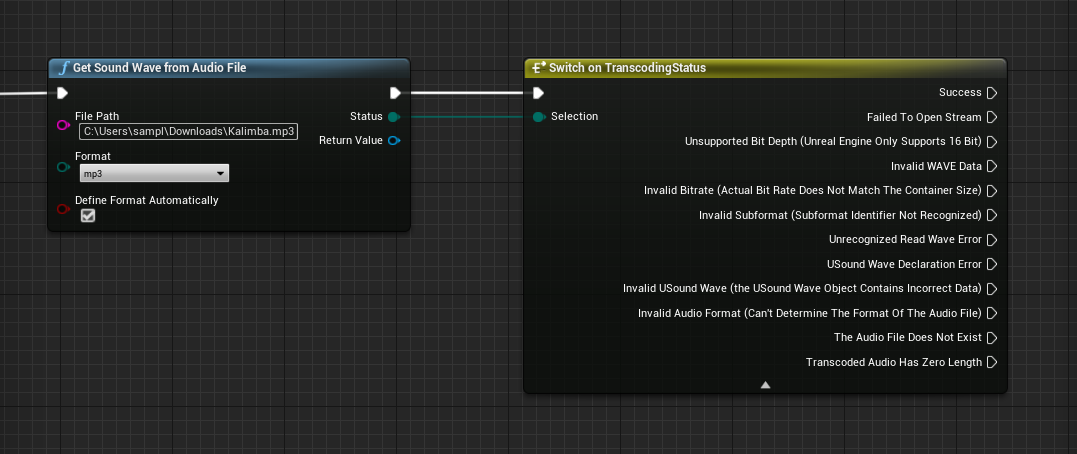 Get Sound Wave from Audio File
File Path
C:\Users\sampl\Downloads\Kalimba.mp3
Format
mp3
Define Format Automatically
Status
Return Value
Switch on TranscodingStatus
Selection
Success
Failed To Open Stream
Unsupported Bit Depth (Unreal Engine Only Supports 16 Bit)
Invalid WAVE Data
Invalid Bitrate (Actual Bit Rate Does Not Match The Container Size)
Invalid Subformat (Subformat Identifier Not Recognized)
Unrecognized Read Wave Error
USound Wave Declaration Error
Invalid USound Wave (the USound Wave Object Contains Incorrect Data)
Invalid Audio Format (Can't Determine The Format Of The Audio File)
The Audio File Does Not Exist
Transcoded Audio Has Zero Length